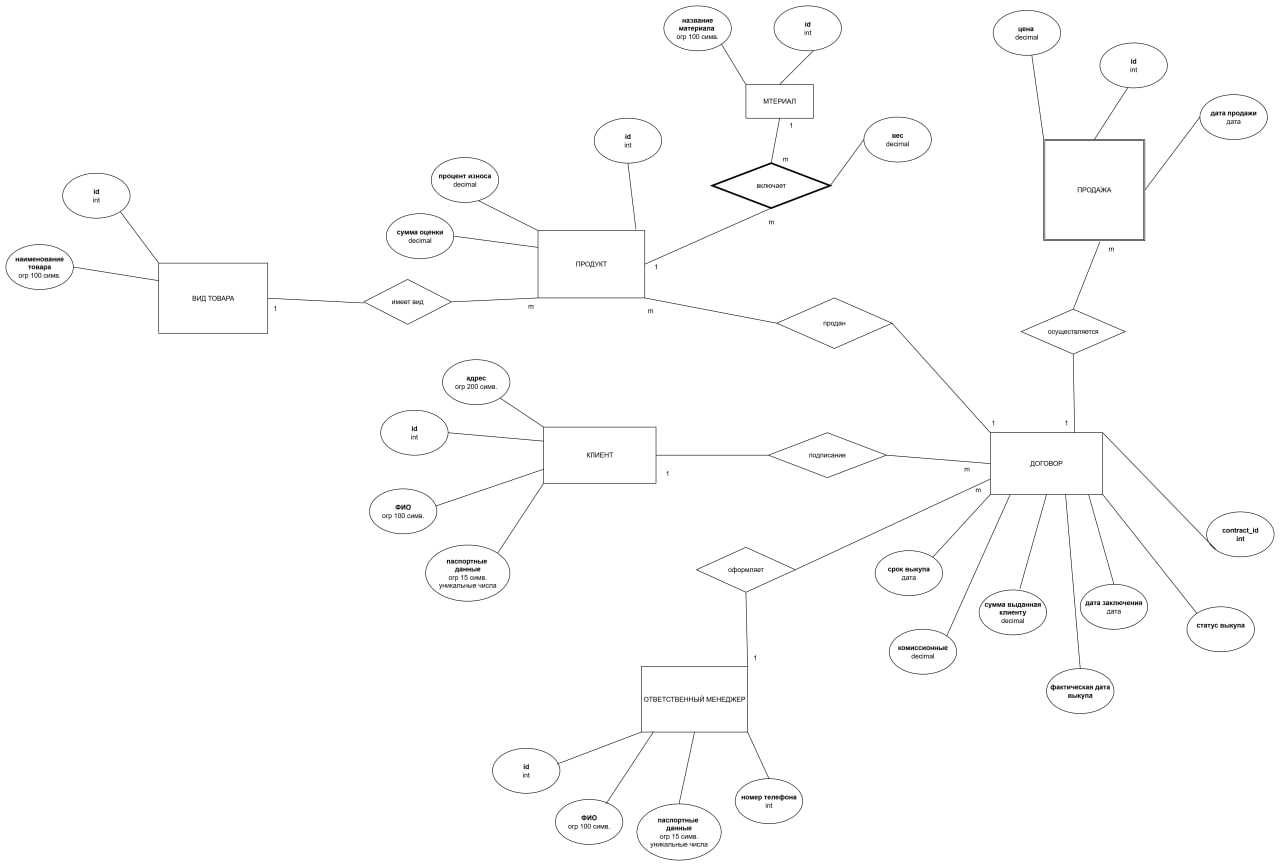 название
материала
огр 100 симв.
id
int
МТЕРИАЛ
1
m
включает
m
вес
decimal
цена
decimal
id
int
дата продажи
дата
ПРОДАЖА
m
осуществляется
1
id
int
процент износа
decimal
сумма оценки
decimal
ПРОДУКТ
1
m
m
id
int
наименование
товара
огр 100 симв.
ВИД ТОВАРА
1
имеет вид
продан
1
адрес
огр 200 симв.
id
int
ФИО
огр 100 симв.
паспортные
данные
огр 15 симв.
уникальные числа
КЛИЕНТ
1
подписание
m
m
ДОГОВОР
contract_id
int
срок выкупа
дата
комиссионные
decimal
сумма выданная
клиенту
decimal
фактическая дата
выкупа
дата заключения
дата
статус выкупа
оформляет
1
ОТВЕТСТВЕННЫЙ МЕНЕДЖЕР
id
int
ФИО
огр 100 симв.
паспортные
данные
огр 15 симв.
уникальные числа
номер телефона
int